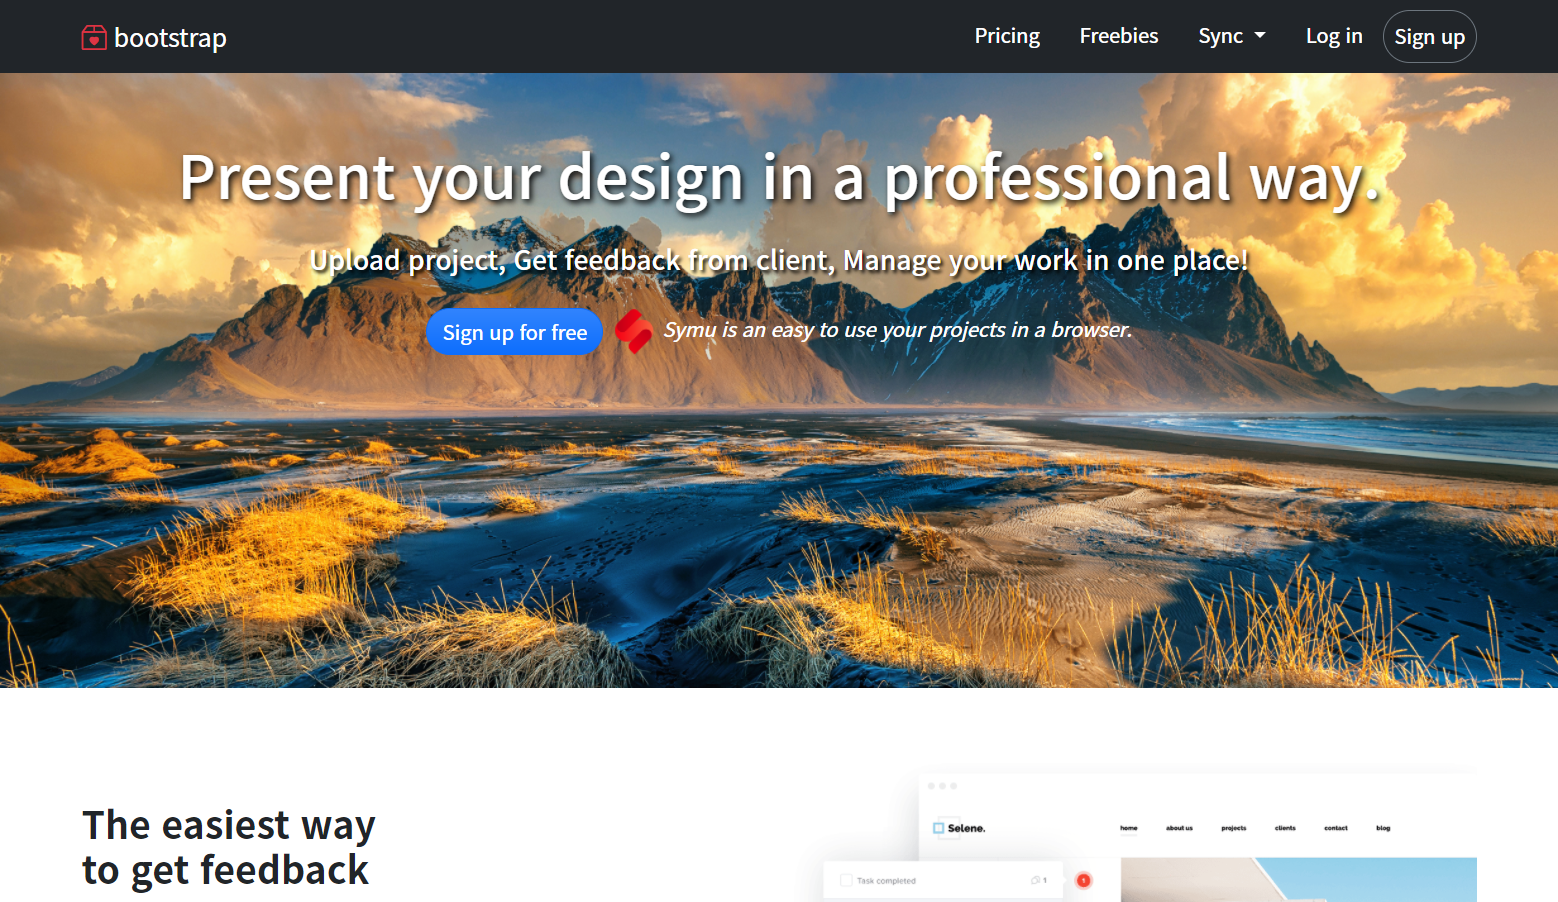 bootstrap
Pricing Freebies Sync Log in Sign up
Present your design in a professional way.
Upload project, Get feedback from client, Manage your work in one place!
Sign up for free Symu is an easy to use your projects in a browser.
The easiest way
to get feedback
Selene. home about us projects clients contact blog
Task completed 1 1